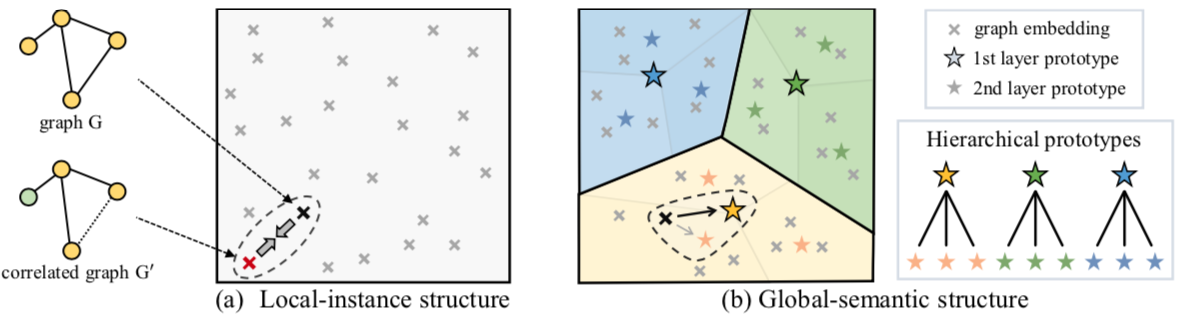 graph G
correlated graph G′
(a) Local-instance structure
(b) Global-semantic structure
graph embedding
1st layer prototype
2nd layer prototype
Hierarchical prototypes